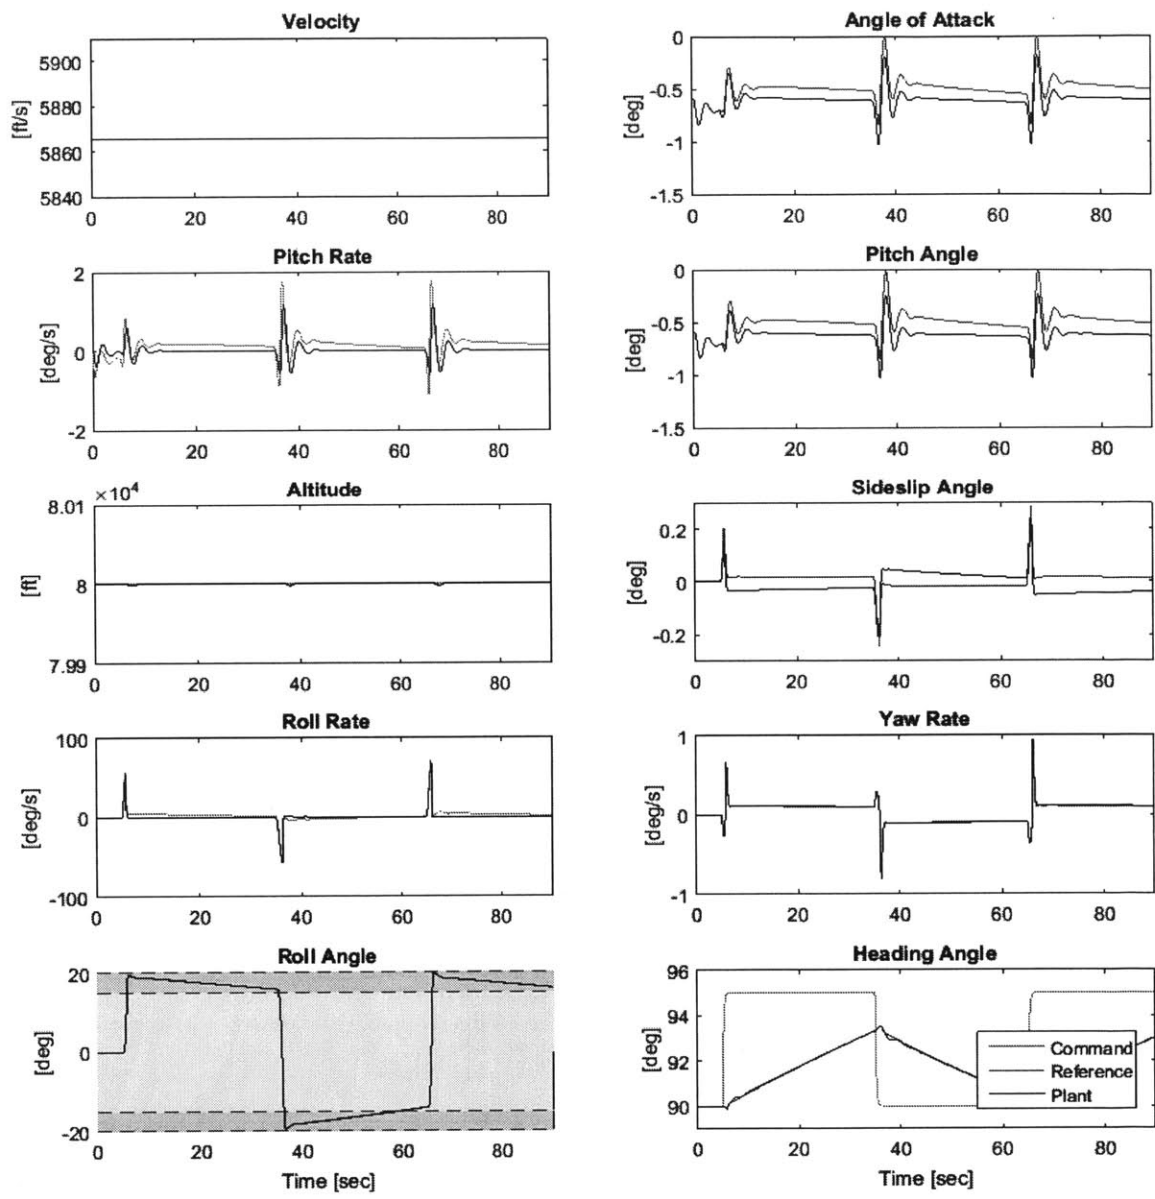 Velocity
5900
5880
5860
5840
[ft/s]
0 20 40 60 80
Angle of Attack
0
-0.5
-1
-1.5
[deg]
0 20 40 60 80
Pitch Rate
2
0
-2
[deg/s]
0 20 40 60 80
Pitch Angle
0
-0.5
-1
-1.5
[deg]
0 20 40 60 80
×10⁴
Altitude
8.01
8
7.99
[ft]
0 20 40 60 80
Sideslip Angle
0.2
0
-0.2
[deg]
0 20 40 60 80
Roll Rate
100
0
-100
[deg/s]
0 20 40 60 80
Yaw Rate
1
0
-1
[deg/s]
0 20 40 60 80
Roll Angle
20
0
-20
[deg]
0 20 40 60 80
Time [sec]
Heading Angle
96
94
92
90
[deg]
Command
Reference
Plant
0 20 40 60 80
Time [sec]